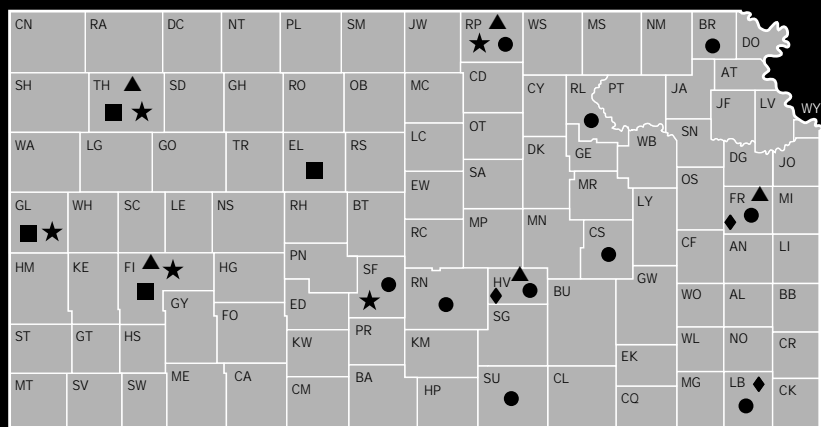 CN RA DC NT PL SM JW RP WS MS NM BR DO
SH TH SD GH RO OB MC CD CY RL PT JA AT
JF LV WY
WA LG GO TR EL RS LC OT DK GE WB SN
DG JO
EW SA MR OS
GL WH SC LE NS RH BT LY FR MI
RC MP MN CS
HM KE FI HG PN SF RN HV BU GW CF AN LI
GY ED SG WO AL BB
FO
ST GT HS PR KW KM EK WL NO CR
MT SV SW ME CA CM BA HP SU CL CQ MG LB CK